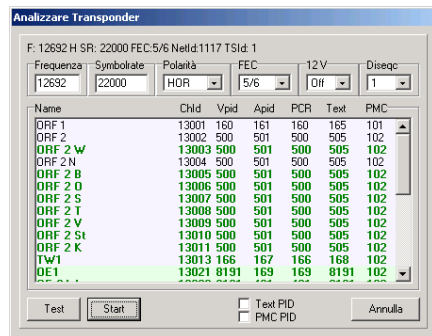 Analizzare Transponder
F: 12692 H SR: 22000 FEC:5/6 NetId:1117 TSId: 1
Frequenza Symbolrate Polarità FEC 12 V Diseqc
12692 22000 HOR 5/6 Off 1
Name ChId Vpid Apid PCR Text PMC
ORF 1 13001 160 161 160 165 101
ORF 2 13002 500 501 500 505 102
ORF 2 W 13003 500 501 500 505 102
ORF 2 N 13004 500 501 500 505 102
ORF 2 B 13005 500 501 500 505 102
ORF 2 O 13006 500 501 500 505 102
ORF 2 S 13007 500 501 500 505 102
ORF 2 T 13008 500 501 500 505 102
ORF 2 V 13009 500 501 500 505 102
ORF 2 St 13010 500 501 500 505 102
ORF 2 K 13011 500 501 500 505 102
TW1 13013 166 167 166 168 102
OE1 13021 8191 169 169 8191 102
Test Start Text PID Annulla
PMC PID